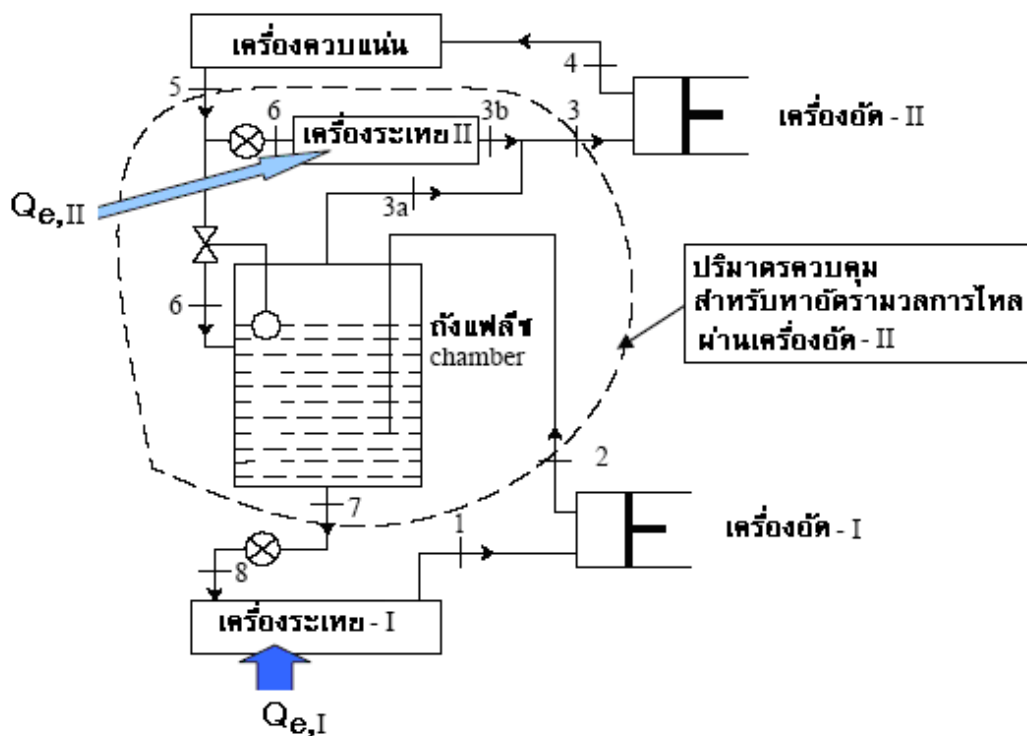 เครื่องควบแน่น
4
5
เครื่องอัด - II
6
3b
3
เครื่องระเหย II
Qe,II
3a
ปริมาตรควบคุม
สำหรับหาอัตรามวลการไหล
ผ่านเครื่องอัด - II
6
ถังแฟลช
chamber
2
7
1
เครื่องอัด - I
8
เครื่องระเหย - I
Qe,I